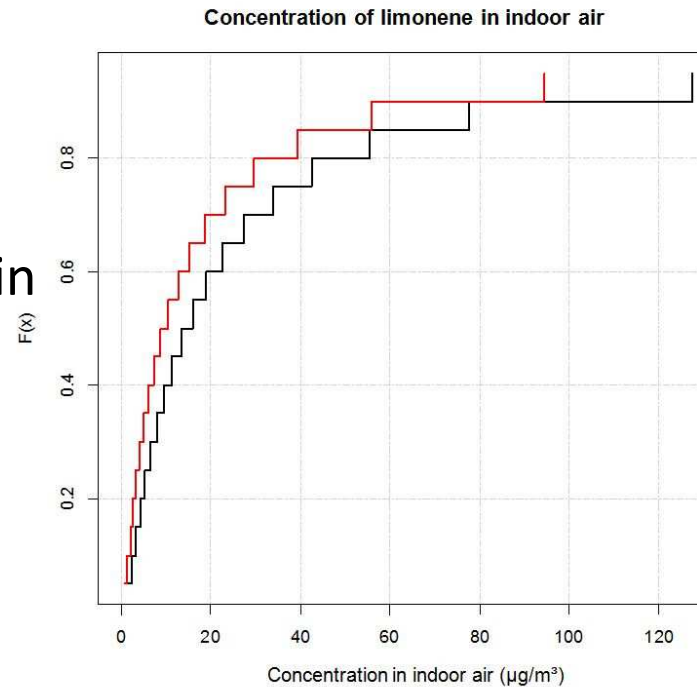 Concentration of limonene in indoor air
in
F(x)
0.8
0.6
0.4
0.2
0 20 40 60 80 100 120
Concentration in indoor air (µg/m³)